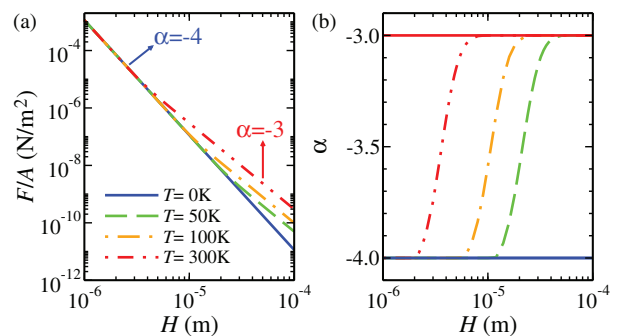 (a)
F/A (N/m²)
10⁻⁴
10⁻⁶
10⁻⁸
10⁻¹⁰
10⁻¹²
α=-4
α=-3
T= 0K
T= 50K
T= 100K
T= 300K
10⁻⁶ 10⁻⁵ 10⁻⁴
H (m)
(b)
α
-3.0
-3.5
-4.0
10⁻⁶ 10⁻⁵ 10⁻⁴
H (m)